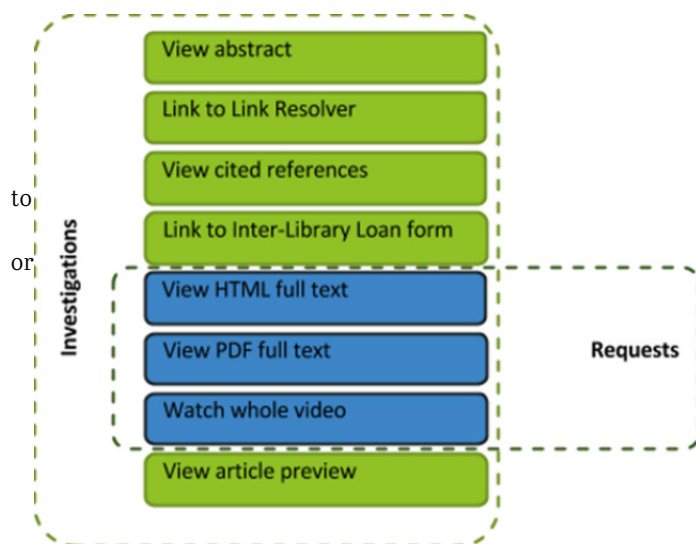 View abstract
Link to Link Resolver
View cited references
to
Link to Inter-Library Loan form
or
Investigations
View HTML full text
View PDF full text
Requests
Watch whole video
View article preview